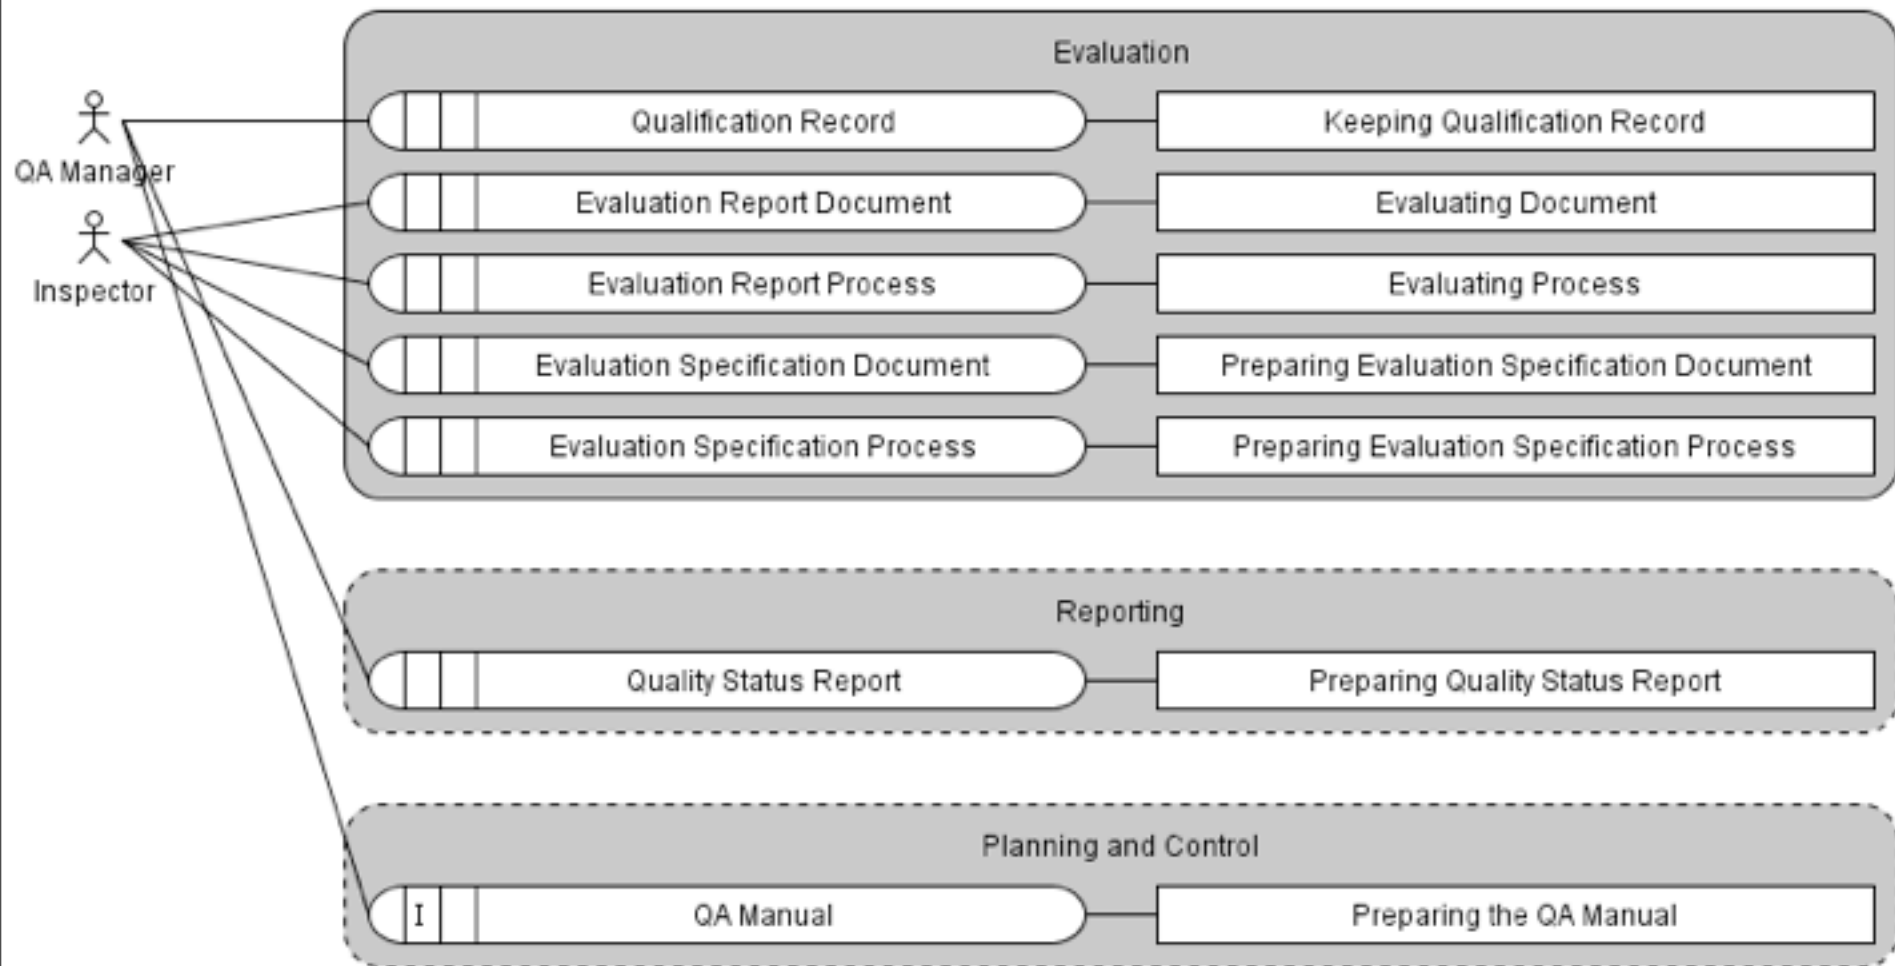 Evaluation
QA Manager
Qualification Record
Keeping Qualification Record
Evaluation Report Document
Evaluating Document
Inspector
Evaluation Report Process
Evaluating Process
Evaluation Specification Document
Preparing Evaluation Specification Document
Evaluation Specification Process
Preparing Evaluation Specification Process
Reporting
Quality Status Report
Preparing Quality Status Report
Planning and Control
I
QA Manual
Preparing the QA Manual